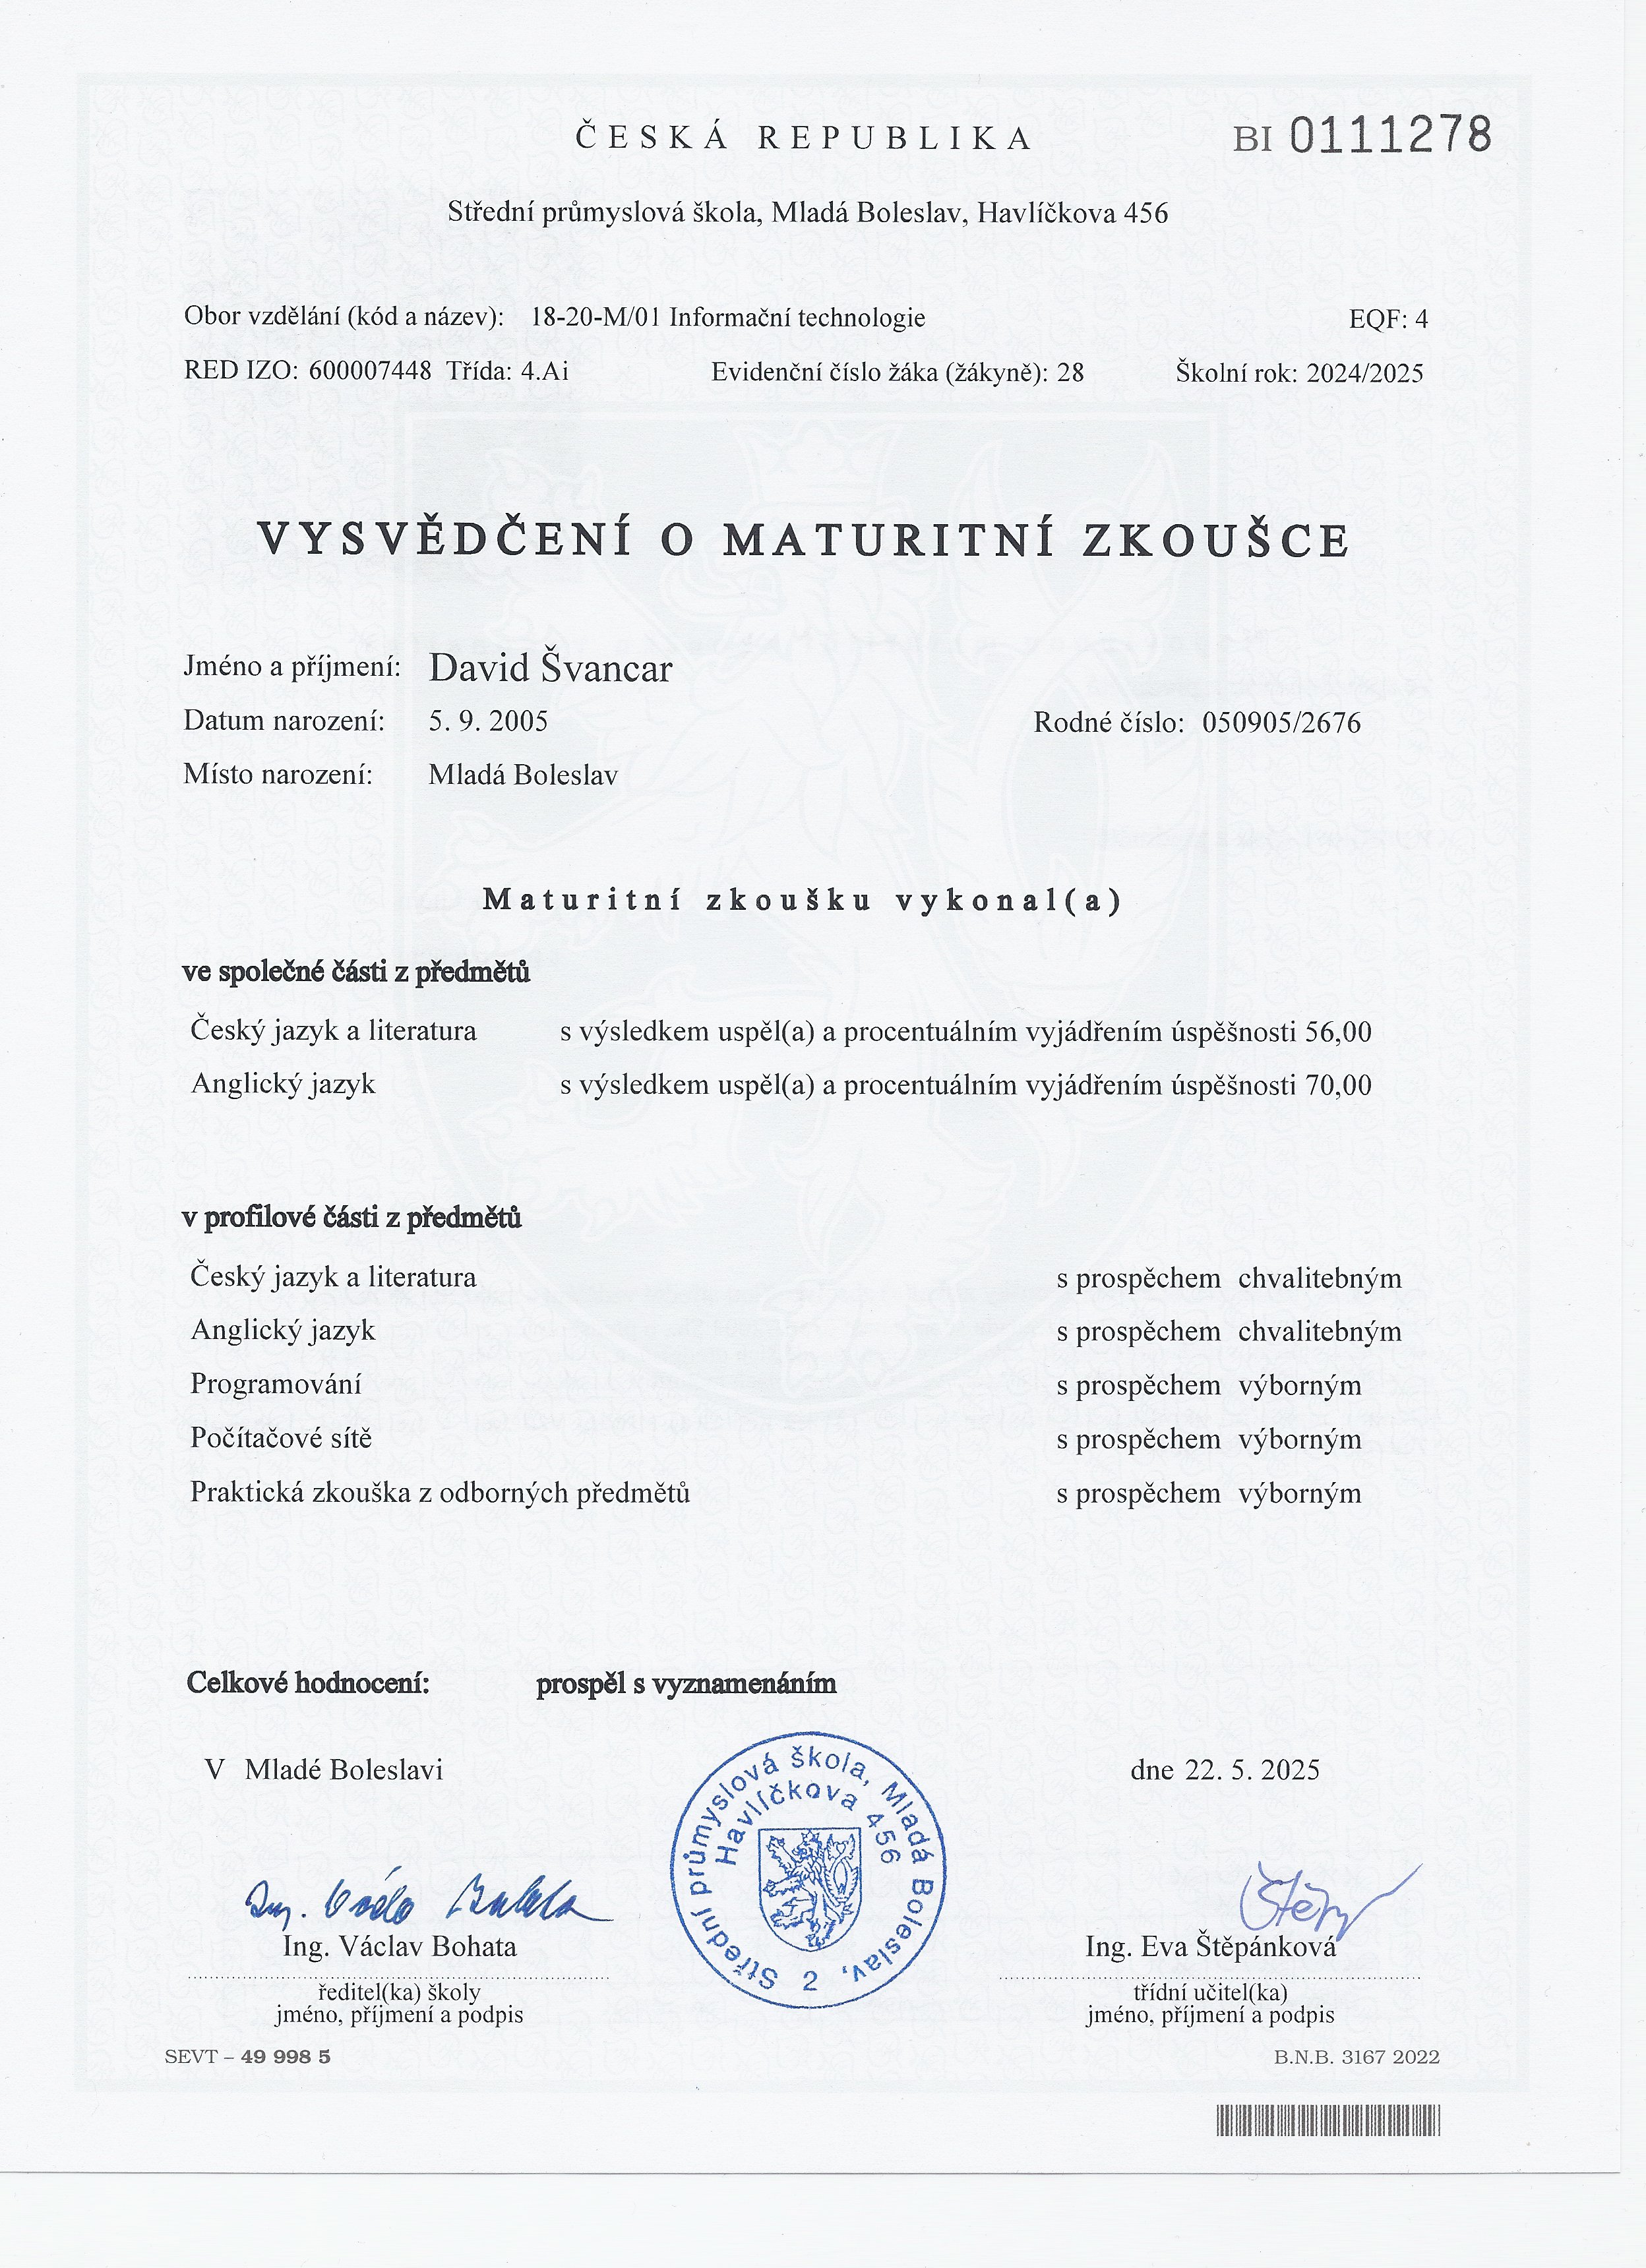 ČESKÁ REPUBLIKA
BI 0111278
Střední průmyslová škola, Mladá Boleslav, Havlíčkova 456
Obor vzdělání (kód a název): 18-20-M/01 Informační technologie EQF: 4
RED IZO: 600007448 Třída: 4.Ai Evidenční číslo žáka (žákyně): 28 Školní rok: 2024/2025
VYSVĚDČENÍ O MATURITNÍ ZKOUŠCE
Jméno a příjmení: David Švancar
Datum narození: 5. 9. 2005 Rodné číslo: 050905/2676
Místo narození: Mladá Boleslav
Maturitní zkoušku vykonal(a)
ve společné části z předmětů
Český jazyk a literatura s výsledkem uspěl(a) a procentuálním vyjádřením úspěšnosti 56,00
Anglický jazyk s výsledkem uspěl(a) a procentuálním vyjádřením úspěšnosti 70,00
v profilové části z předmětů
Český jazyk a literatura s prospěchem chvalitebným
Anglický jazyk s prospěchem chvalitebným
Programování s prospěchem výborným
Počítačové sítě s prospěchem výborným
Praktická zkouška z odborných předmětů s prospěchem výborným
Celkové hodnocení: prospěl s vyznamenáním
V Mladé Boleslavi
dne 22. 5. 2025
Střední průmyslová škola, Mladá Boleslav, 2
Havlíčkova 456
Ing. Václav Bohata
ředitel(ka) školy
jméno, příjmení a podpis
Ing. Eva Štěpánková
třídní učitel(ka)
jméno, příjmení a podpis
SEVT – 49 998 5
B.N.B. 3167 2022